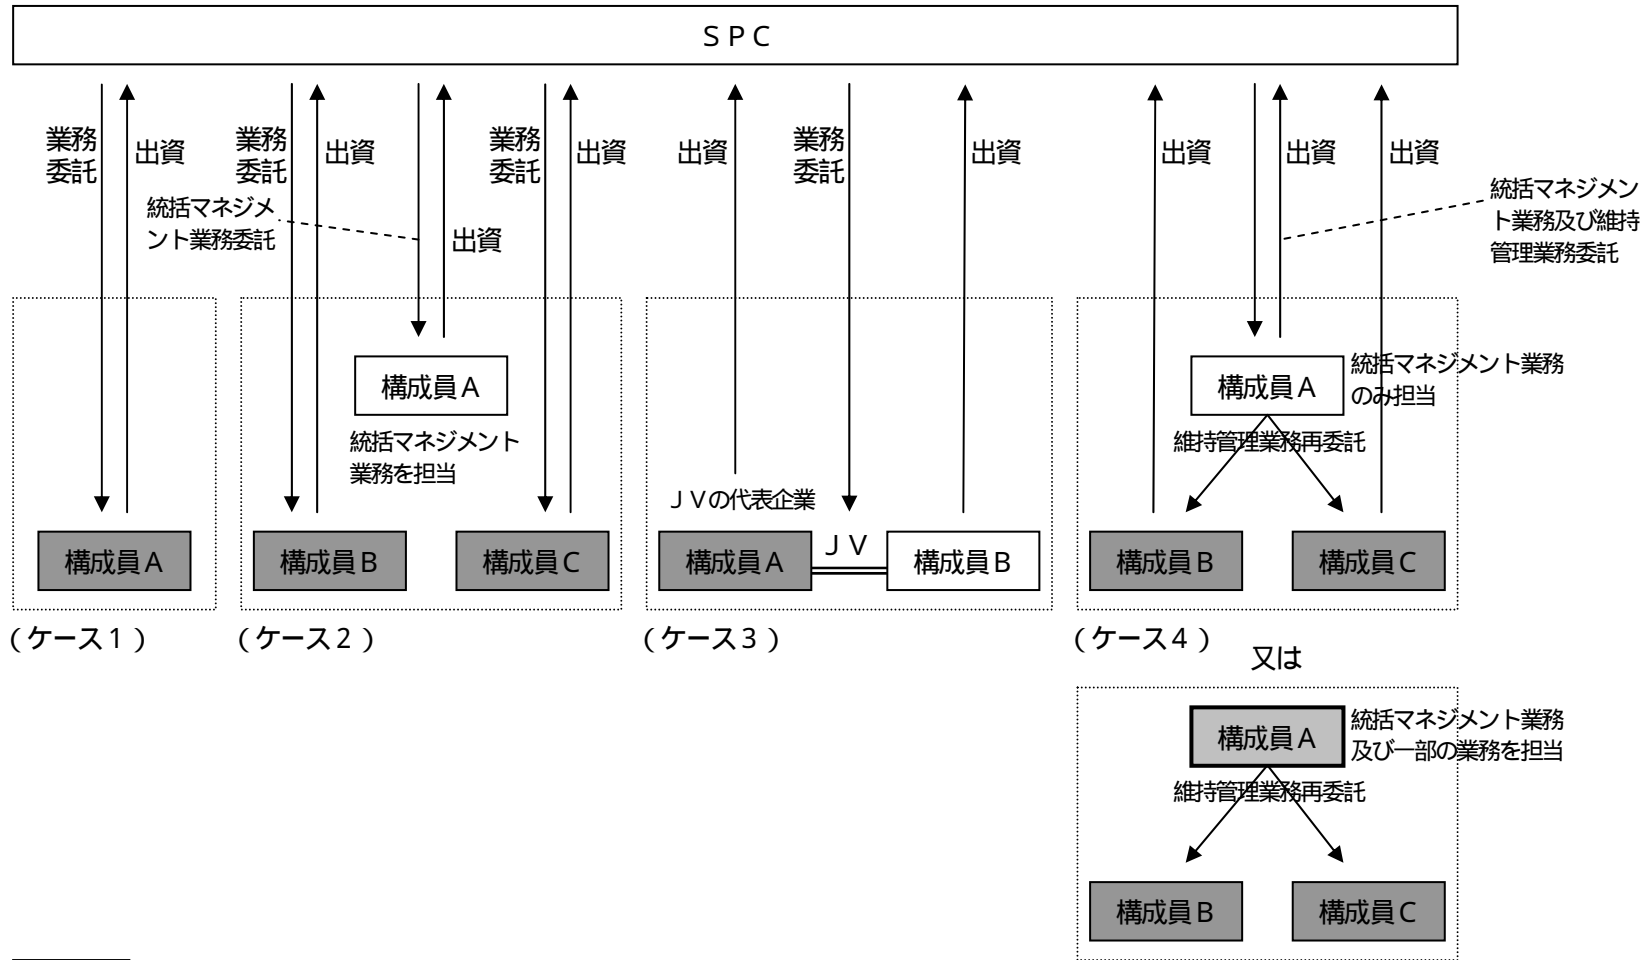 ＳＰＣ
業務
委託
出資
業務
委託
出資
統括マネジメ
ント業務委託
出資
業務
委託
出資
出資
業務
委託
出資
出資
出資
出資
統括マネジメン
ト業務及び維持
管理業務委託
構成員Ａ
構成員Ａ
統括マネジメント
業務を担当
構成員Ｂ
構成員Ｃ
ＪＶの代表企業
構成員Ａ
ＪＶ
構成員Ｂ
構成員Ａ
統括マネジメント業務
のみ担当
維持管理業務再委託
構成員Ｂ
構成員Ｃ
（ケース１）
（ケース２）
（ケース３）
（ケース４）
又は
構成員Ａ
統括マネジメント業務
及び一部の業務を担当
維持管理業務再委託
構成員Ｂ
構成員Ｃ